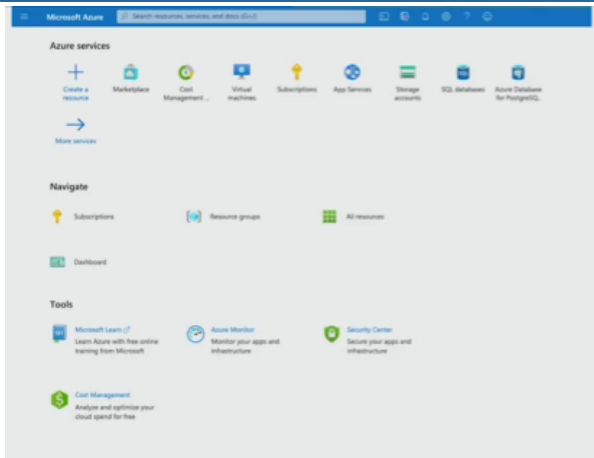 Microsoft Azure
Search resources, services, and docs (G+/)
Azure services
Create a
resource
Marketplace
Cost
Management ...
Virtual
machines
Subscriptions
App Services
Storage
accounts
SQL databases
Azure Database
for PostgreSQL...
More services
Navigate
Subscriptions
Resource groups
All resources
Dashboard
Tools
Microsoft Learn
Learn Azure with free online
training from Microsoft
Azure Monitor
Monitor your apps and
infrastructure
Security Center
Secure your apps and
infrastructure
Cost Management
Analyze and optimize your
cloud spend for free